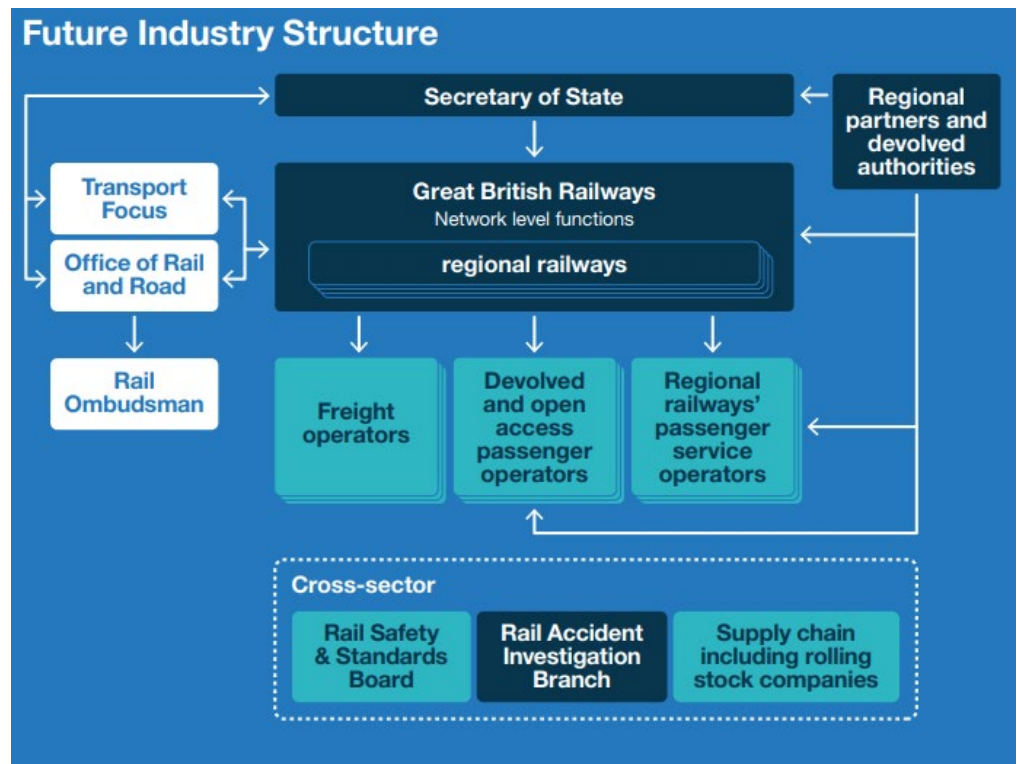 Future Industry Structure
Secretary of State
Regional
partners and
devolved
authorities
Transport
Focus
Office of Rail
and Road
Rail
Ombudsman
Great British Railways
Network level functions
regional railways
Freight
operators
Devolved
and open
access
passenger
operators
Regional
railways’
passenger
service
operators
Cross-sector
Rail Safety
& Standards
Board
Rail Accident
Investigation
Branch
Supply chain
including rolling
stock companies